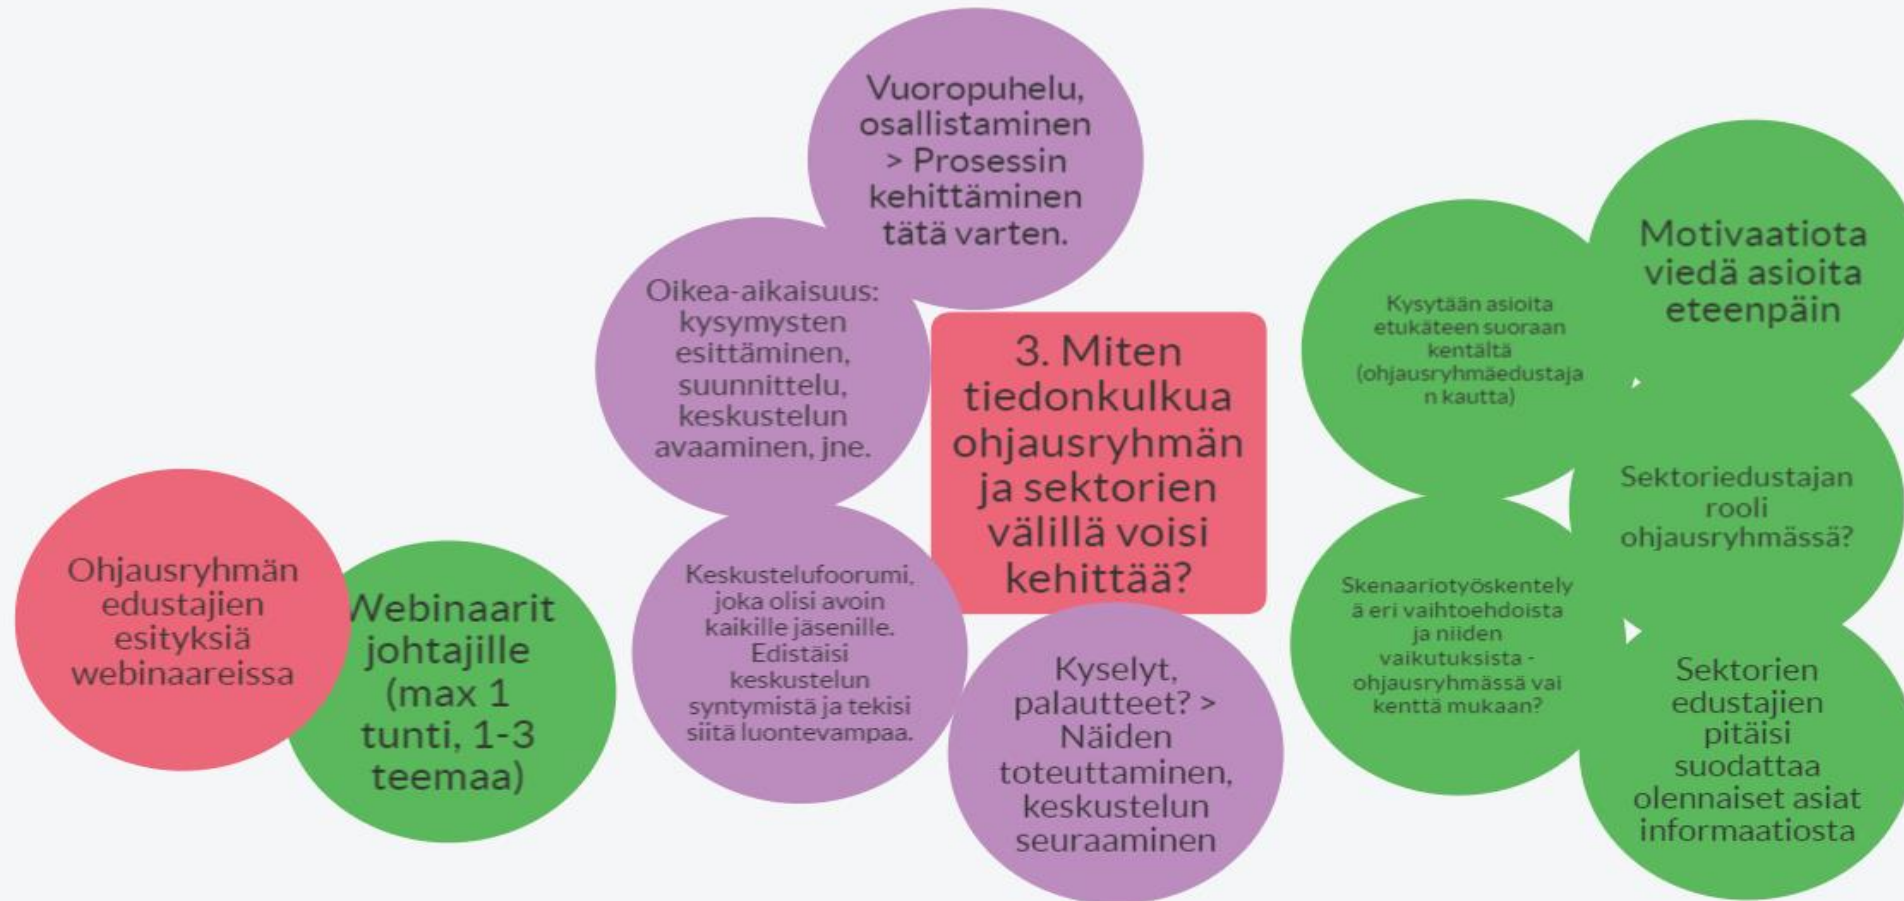 Vuoropuhelu,
osallistaminen
> Prosessin
kehittäminen
tätä varten.
Oikea-aikaisuus:
kysymysten
esittäminen,
suunnittelu,
keskustelun
avaaminen, jne.
3. Miten
tiedonkulkua
ohjausryhmän
ja sektorien
välillä voisi
kehittää?
Ohjausryhmän
edustajien
esityksiä
webinaareissa
Webinaarit
johtajille
(max 1
tunti, 1-3
teemaa)
Keskustelufoorumi,
joka olisi avoin
kaikille jäsenille.
Edistäisi
keskustelun
syntymistä ja tekisi
siitä luontevampaa.
Kyselyt,
palautteet? >
Näiden
toteuttaminen,
keskustelun
seuraaminen
Kysytään asioita
etukäteen suoraan
kentältä
(ohjausryhmäedustaja
n kautta)
Motivaatiota
viedä asioita
eteenpäin
Sektoriedustajan
rooli
ohjausryhmässä?
Skenaariotyöskentely
ä eri vaihtoehdoista
ja niiden
vaikutuksista -
ohjausryhmässä vai
kenttä mukaan?
Sektorien
edustajien
pitäisi
suodattaa
olennaiset asiat
informaatiosta